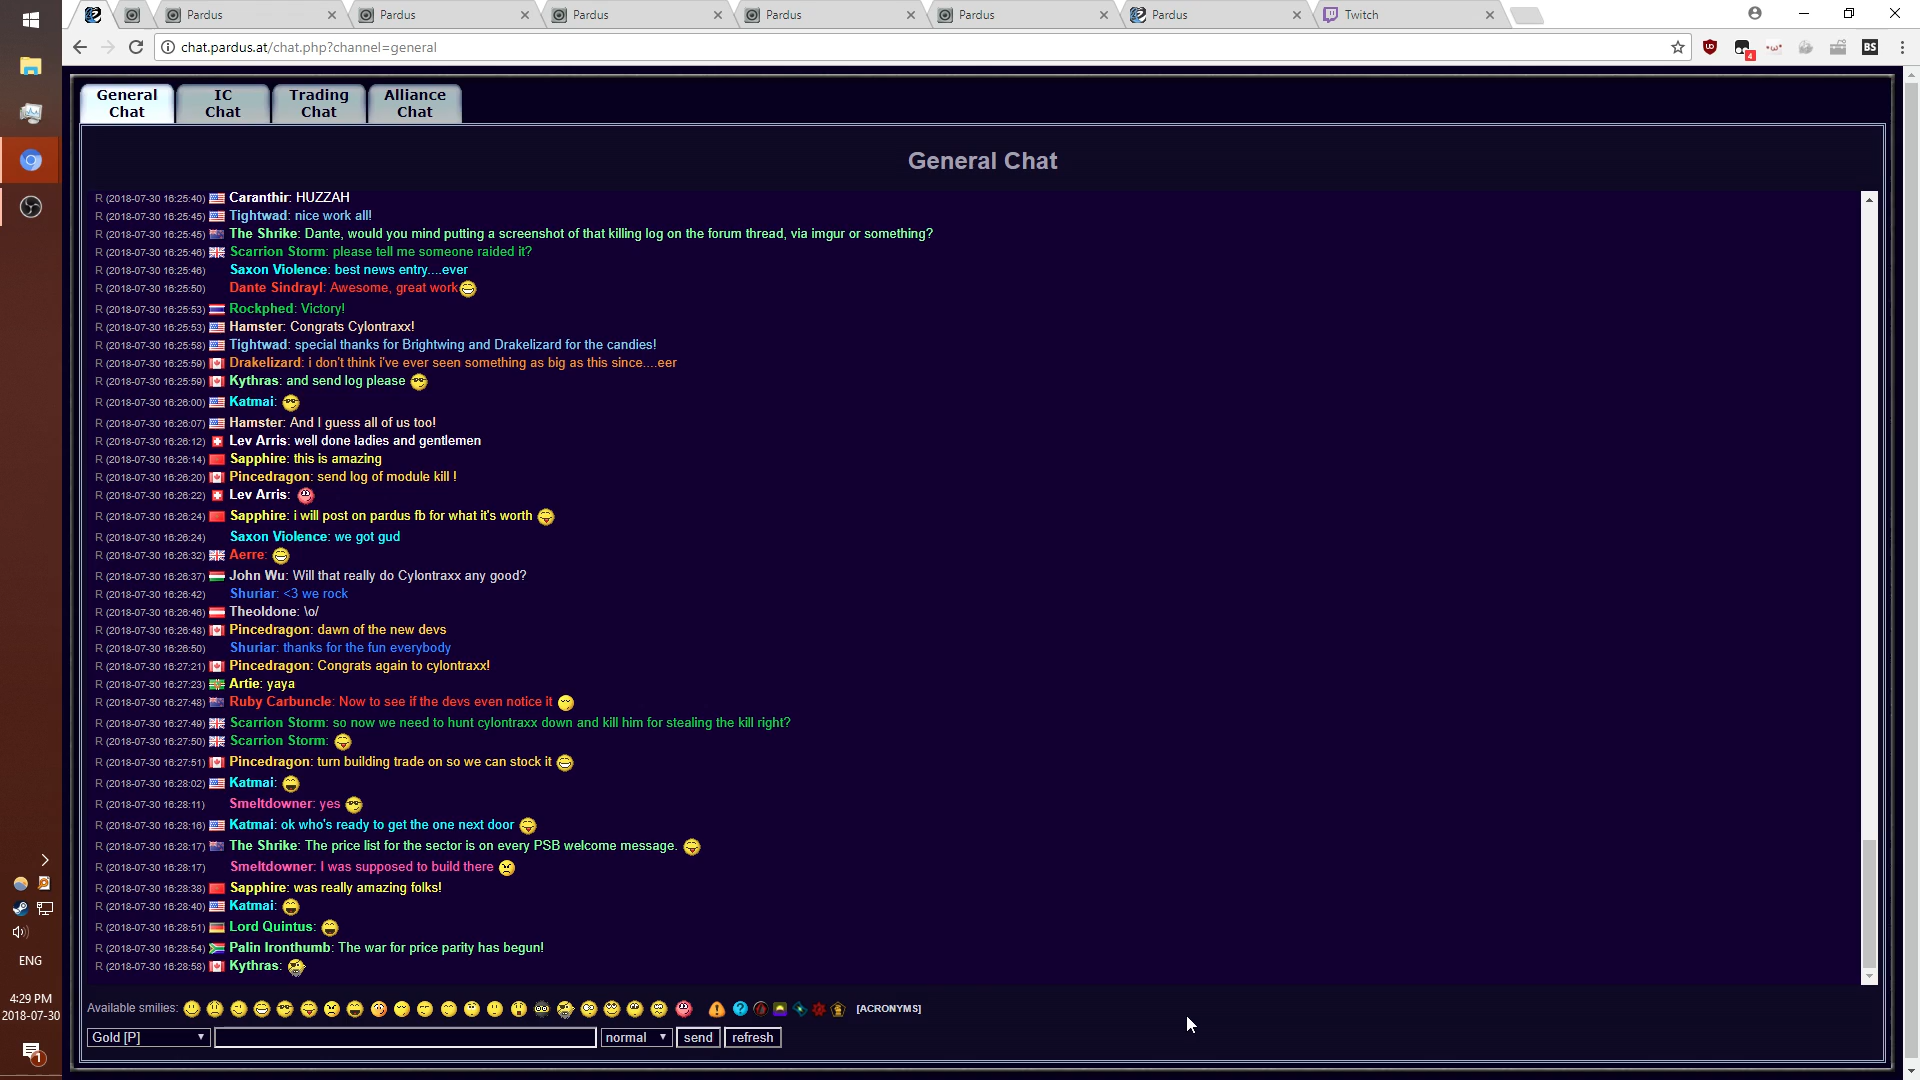 Pardus
Pardus
Pardus
Pardus
Pardus
Pardus
Twitch
chat.pardus.at/chat.php?channel=general
4
BS
General Chat
IC Chat
Trading Chat
Alliance Chat
General Chat
R (2018-07-30 16:25:40) Caranthir: HUZZAH
R (2018-07-30 16:25:45) Tightwad: nice work all!
R (2018-07-30 16:25:45) The Shrike: Dante, would you mind putting a screenshot of that killing log on the forum thread, via imgur or something?
R (2018-07-30 16:25:46) Scarrion Storm: please tell me someone raided it?
R (2018-07-30 16:25:46) Saxon Violence: best news entry....ever
R (2018-07-30 16:25:50) Dante Sindrayl: Awesome, great work
R (2018-07-30 16:25:53) Rockphed: Victory!
R (2018-07-30 16:25:53) Hamster: Congrats Cylontraxx!
R (2018-07-30 16:25:58) Tightwad: special thanks for Brightwing and Drakelizard for the candies!
R (2018-07-30 16:25:59) Drakelizard: i don't think i've ever seen something as big as this since....eer
R (2018-07-30 16:25:59) Kythras: and send log please
R (2018-07-30 16:26:00) Katmai:
R (2018-07-30 16:26:07) Hamster: And I guess all of us too!
R (2018-07-30 16:26:12) Lev Arris: well done ladies and gentlemen
R (2018-07-30 16:26:14) Sapphire: this is amazing
R (2018-07-30 16:26:20) Pincedragon: send log of module kill !
R (2018-07-30 16:26:22) Lev Arris:
R (2018-07-30 16:26:24) Sapphire: i will post on pardus fb for what it's worth
R (2018-07-30 16:26:24) Saxon Violence: we got gud
R (2018-07-30 16:26:32) Aerre:
R (2018-07-30 16:26:37) John Wu: Will that really do Cylontraxx any good?
R (2018-07-30 16:26:42) Shuriar: <3 we rock
R (2018-07-30 16:26:46) Theoldone: \o/
R (2018-07-30 16:26:48) Pincedragon: dawn of the new devs
R (2018-07-30 16:26:50) Shuriar: thanks for the fun everybody
R (2018-07-30 16:27:21) Pincedragon: Congrats again to cylontraxx!
R (2018-07-30 16:27:23) Artie: yaya
R (2018-07-30 16:27:48) Ruby Carbuncle: Now to see if the devs even notice it
R (2018-07-30 16:27:49) Scarrion Storm: so now we need to hunt cylontraxx down and kill him for stealing the kill right?
R (2018-07-30 16:27:50) Scarrion Storm:
R (2018-07-30 16:27:51) Pincedragon: turn building trade on so we can stock it
R (2018-07-30 16:28:02) Katmai:
R (2018-07-30 16:28:11) Smeltdowner: yes
R (2018-07-30 16:28:16) Katmai: ok who's ready to get the one next door
R (2018-07-30 16:28:17) The Shrike: The price list for the sector is on every PSB welcome message.
R (2018-07-30 16:28:17) Smeltdowner: I was supposed to build there
R (2018-07-30 16:28:38) Sapphire: was really amazing folks!
R (2018-07-30 16:28:40) Katmai:
R (2018-07-30 16:28:51) Lord Quintus:
R (2018-07-30 16:28:54) Palin Ironthumb: The war for price parity has begun!
R (2018-07-30 16:28:58) Kythras:
Available smilies: [ACRONYMS]
Gold [P] normal send refresh
ENG
4:29 PM
2018-07-30
1